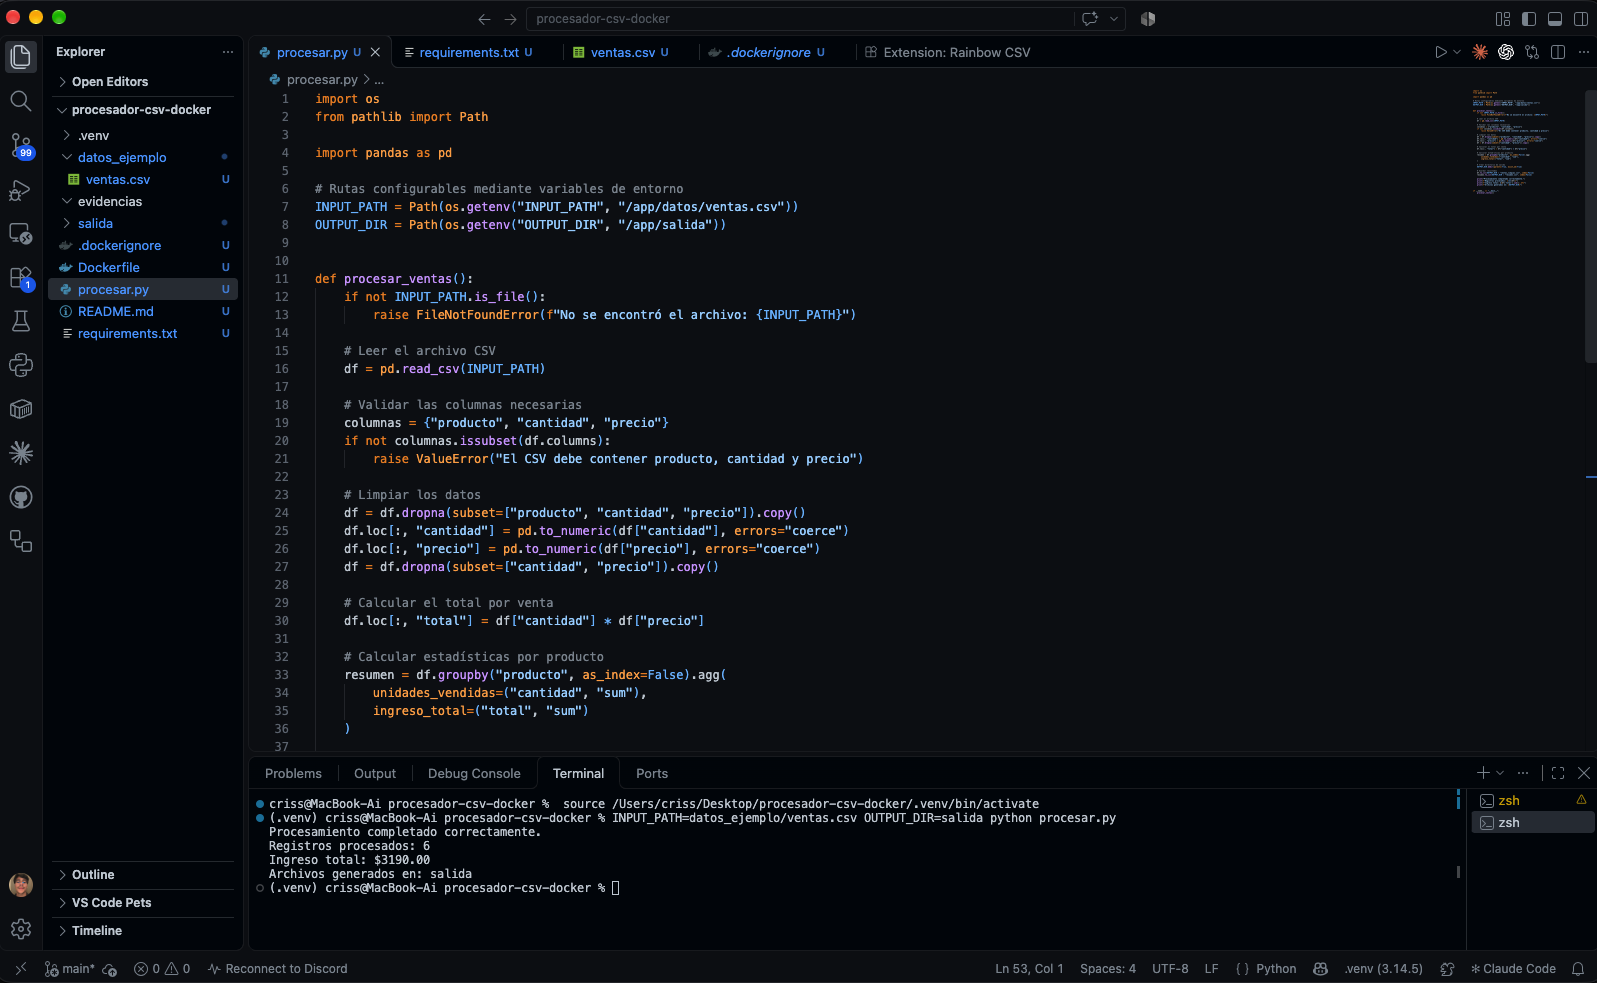 procesador-csv-docker
Explorer
Open Editors
procesador-csv-docker
.venv
datos_ejemplo
ventas.csv U
evidencias
salida
.dockerignore U
Dockerfile U
procesar.py U
README.md U
requirements.txt U
99
1
Outline
VS Code Pets
Timeline
procesar.py U
requirements.txt U
ventas.csv U
.dockerignore U
Extension: Rainbow CSV
procesar.py > ...
1 import os
2 from pathlib import Path
3
4 import pandas as pd
5
6 # Rutas configurables mediante variables de entorno
7 INPUT_PATH = Path(os.getenv("INPUT_PATH", "/app/datos/ventas.csv"))
8 OUTPUT_DIR = Path(os.getenv("OUTPUT_DIR", "/app/salida"))
9
10
11 def procesar_ventas():
12     if not INPUT_PATH.is_file():
13         raise FileNotFoundError(f"No se encontró el archivo: {INPUT_PATH}")
14
15     # Leer el archivo CSV
16     df = pd.read_csv(INPUT_PATH)
17
18     # Validar las columnas necesarias
19     columnas = {"producto", "cantidad", "precio"}
20     if not columnas.issubset(df.columns):
21         raise ValueError("El CSV debe contener producto, cantidad y precio")
22
23     # Limpiar los datos
24     df = df.dropna(subset=["producto", "cantidad", "precio"]).copy()
25     df.loc[:, "cantidad"] = pd.to_numeric(df["cantidad"], errors="coerce")
26     df.loc[:, "precio"] = pd.to_numeric(df["precio"], errors="coerce")
27     df = df.dropna(subset=["cantidad", "precio"]).copy()
28
29     # Calcular el total por venta
30     df.loc[:, "total"] = df["cantidad"] * df["precio"]
31
32     # Calcular estadísticas por producto
33     resumen = df.groupby("producto", as_index=False).agg(
34         unidades_vendidas=("cantidad", "sum"),
35         ingreso_total=("total", "sum")
36     )
37
Problems
Output
Debug Console
Terminal
Ports
criss@MacBook-Ai procesador-csv-docker %  source /Users/criss/Desktop/procesador-csv-docker/.venv/bin/activate
(.venv) criss@MacBook-Ai procesador-csv-docker % INPUT_PATH=datos_ejemplo/ventas.csv OUTPUT_DIR=salida python procesar.py
Procesamiento completado correctamente.
Registros procesados: 6
Ingreso total: $3190.00
Archivos generados en: salida
(.venv) criss@MacBook-Ai procesador-csv-docker %
zsh
zsh
main*
0
0
Reconnect to Discord
Ln 53, Col 1
Spaces: 4
UTF-8
LF
{ } Python
.venv (3.14.5)
Claude Code